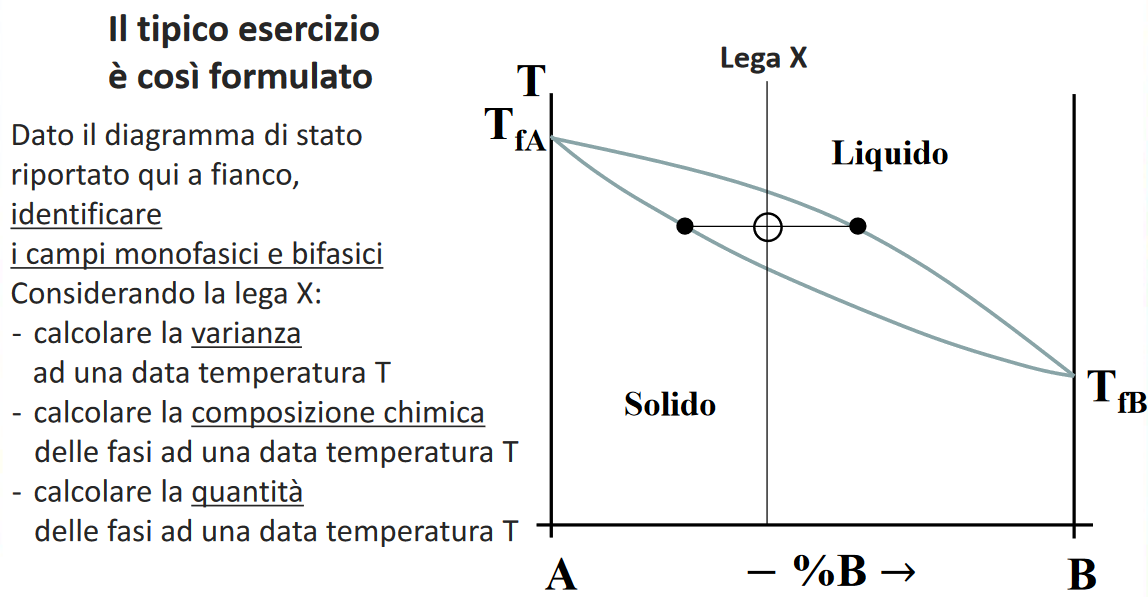 Il tipico esercizio
è così formulato
Dato il diagramma di stato
riportato qui a fianco,
identificare
i campi monofasici e bifasici
Considerando la lega X:
- calcolare la varianza
ad una data temperatura T
- calcolare la composizione chimica
delle fasi ad una data temperatura T
- calcolare la quantità
delle fasi ad una data temperatura T
Lega X
T
TfA
Liquido
Solido
TfB
A
− %B →
B